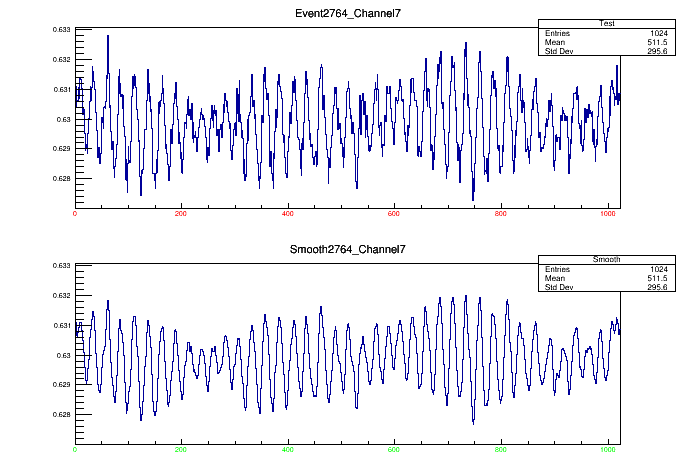 Event2764_Channel7
Test
Entries 1024
Mean 511.5
Std Dev 295.6
0.633
0.632
0.631
0.63
0.629
0.628
0 200 400 600 800 1000
Smooth2764_Channel7
Smooth
Entries 1024
Mean 511.5
Std Dev 295.6
0.633
0.632
0.631
0.63
0.629
0.628
0 200 400 600 800 1000